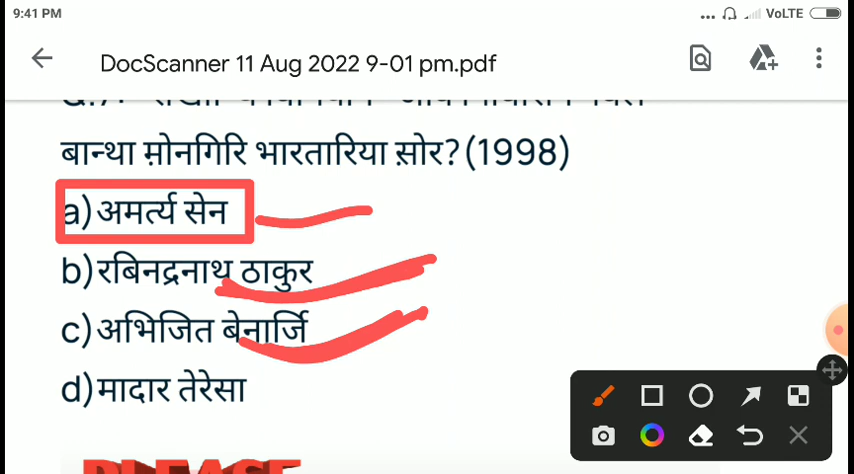 9:41 PM
VoLTE
DocScanner 11 Aug 2022 9-01 pm.pdf
बान्था म़ोनगिरि भारतारिया स़ोर?(1998)
a)अमर्त्य सेन
b)रबिनद्रनाथ ठाकुर
c)अभिजित बेनार्जि
d)मादार तेरेसा
PLEASE